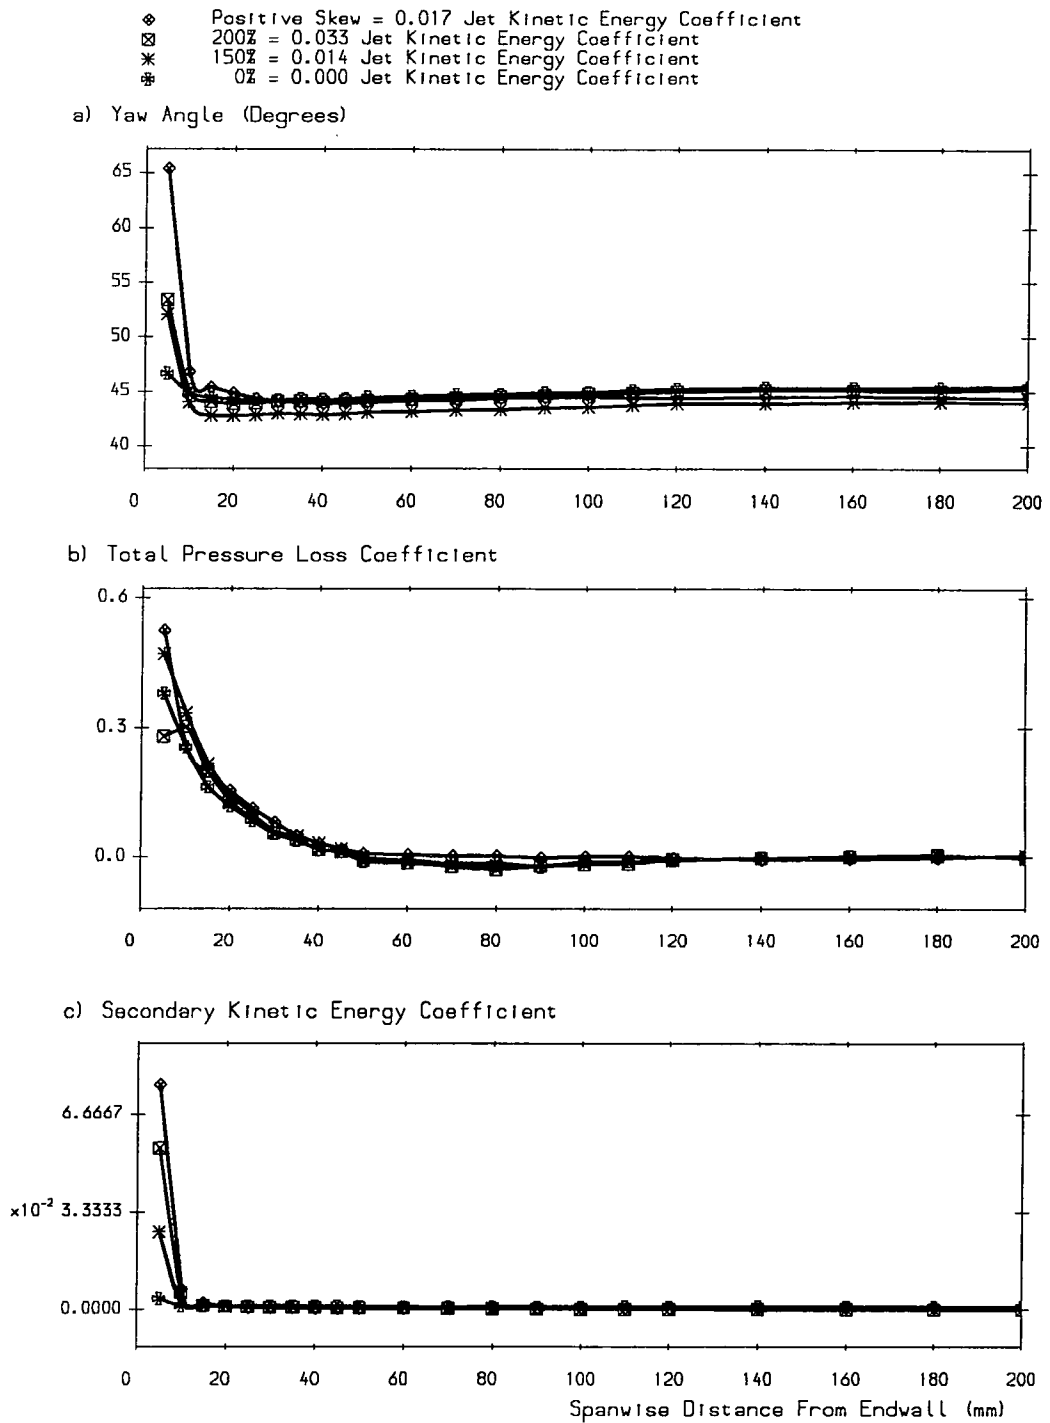 Positive Skew = 0.017 Jet Kinetic Energy Coefficient
200% = 0.033 Jet Kinetic Energy Coefficient
150% = 0.014 Jet Kinetic Energy Coefficient
0% = 0.000 Jet Kinetic Energy Coefficient
a) Yaw Angle (Degrees)
65
60
55
50
45
40
0 20 40 60 80 100 120 140 160 180 200
b) Total Pressure Loss Coefficient
0.6
0.3
0.0
0 20 40 60 80 100 120 140 160 180 200
c) Secondary Kinetic Energy Coefficient
6.6667
×10⁻² 3.3333
0.0000
0 20 40 60 80 100 120 140 160 180 200
Spanwise Distance From Endwall (mm)